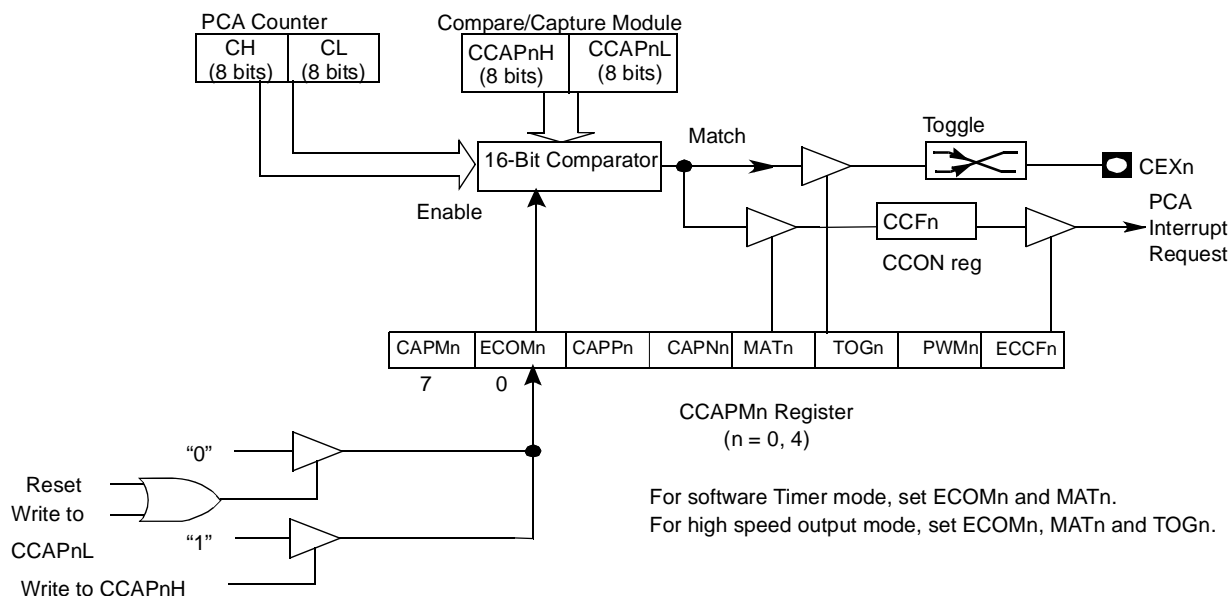 PCA Counter
CH
(8 bits)
CL
(8 bits)
Compare/Capture Module
CCAPnH
(8 bits)
CCAPnL
(8 bits)
16-Bit Comparator
Match
Toggle
CEXn
Enable
CCFn
CCON reg
PCA
Interrupt
Request
CAPMn
ECOMn
CAPPn
CAPNn
MATn
TOGn
PWMn
ECCFn
7
0
CCAPMn Register
(n = 0, 4)
“0”
Reset
Write to
CCAPnL
“1”
Write to CCAPnH
For software Timer mode, set ECOMn and MATn.
For high speed output mode, set ECOMn, MATn and TOGn.